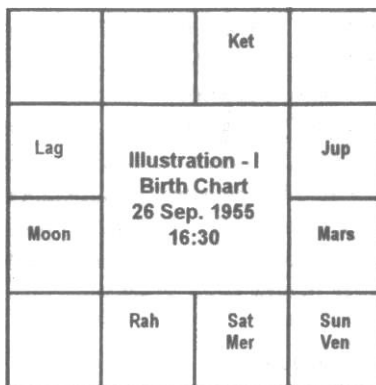 Ket
Lag
Illustration - I
Birth Chart
26 Sep. 1955
16:30
Jup
Moon
Mars
Rah
Sat
Mer
Sun
Ven